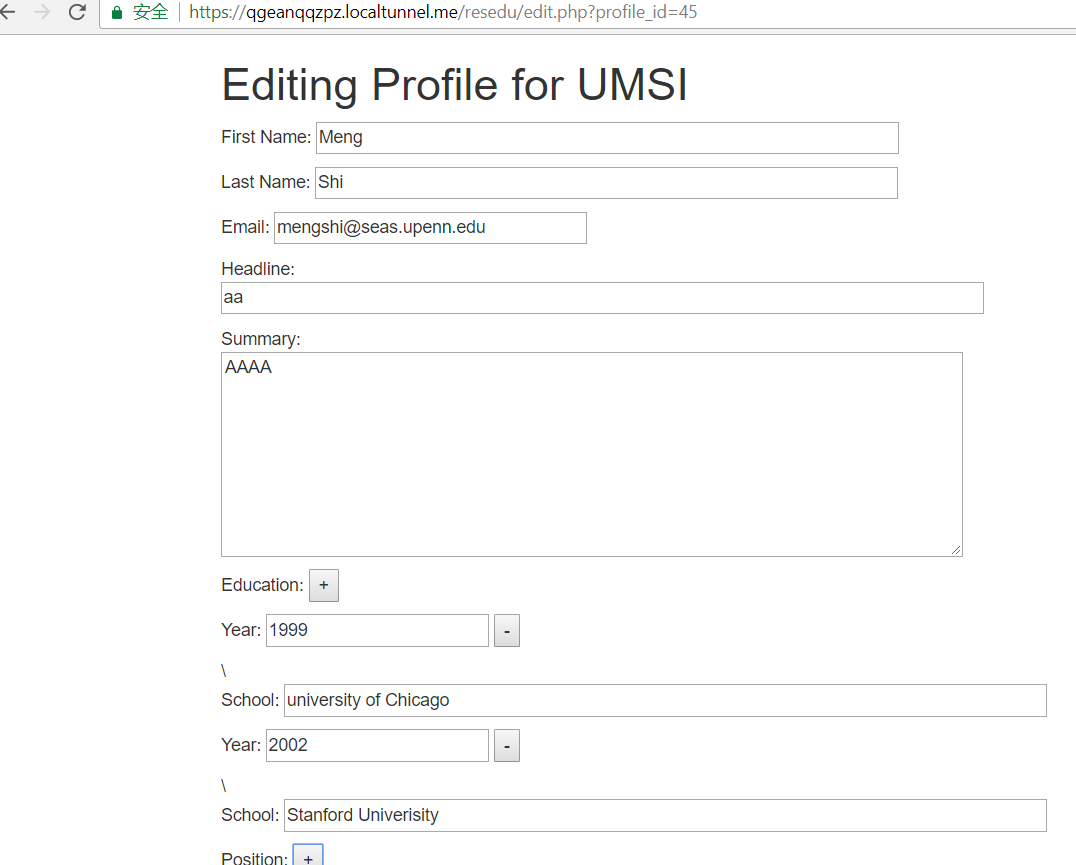 安全 https://qgeanqqzpz.localtunnel.me/resedu/edit.php?profile_id=45
Editing Profile for UMSI
First Name: Meng
Last Name: Shi
Email: mengshi@seas.upenn.edu
Headline:
aa
Summary:
AAAA
Education: +
Year: 1999 -
\
School: university of Chicago
Year: 2002 -
\
School: Stanford Univerisity
Position: +